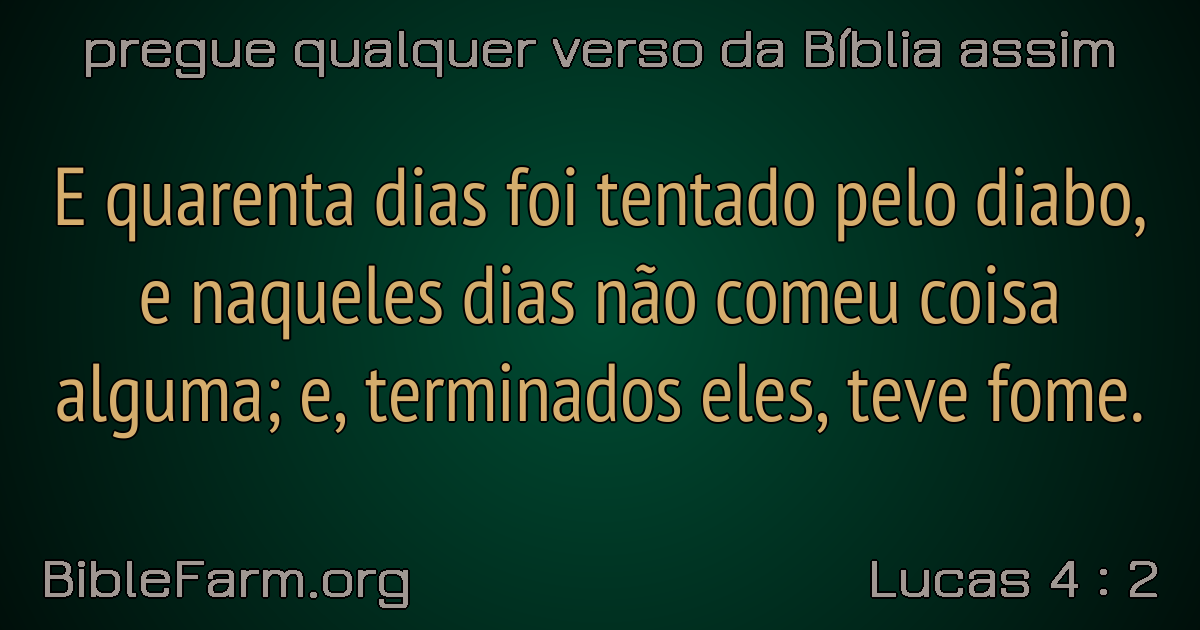 pregue qualquer verso da Bíblia assim
E quarenta dias foi tentado pelo diabo,
e naqueles dias não comeu coisa
alguma; e, terminados eles, teve fome.
BibleFarm.org
Lucas 4 : 2